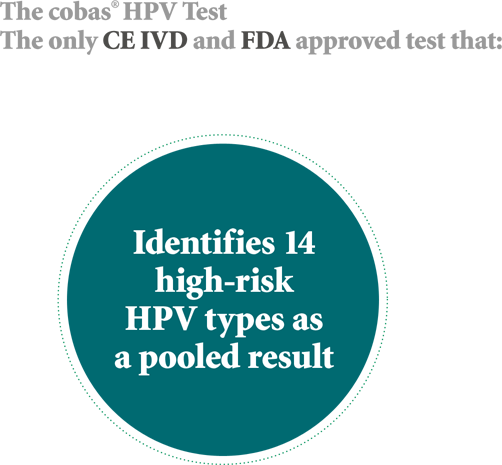 The cobas® HPV Test
The only CE IVD and FDA approved test that:
Identifies 14
high-risk
HPV types as
a pooled result